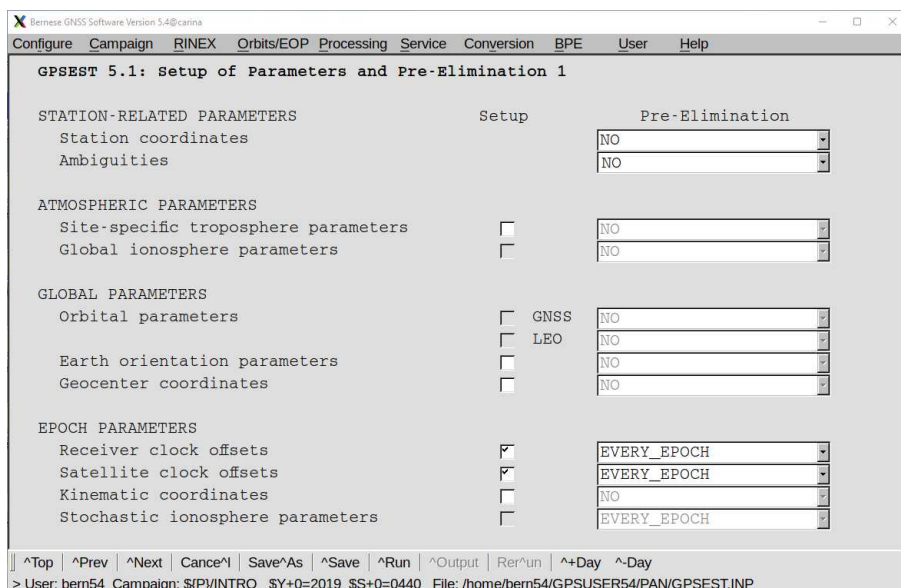 X Bernese GNSS Software Version 5.4@carina
Configure Campaign RINEX Orbits/EOP Processing Service Conversion BPE User Help
GPSEST 5.1: Setup of Parameters and Pre-Elimination 1
STATION-RELATED PARAMETERS Setup Pre-Elimination
Station coordinates NO
Ambiguities NO
ATMOSPHERIC PARAMETERS
Site-specific troposphere parameters NO
Global ionosphere parameters NO
GLOBAL PARAMETERS
Orbital parameters GNSS NO
LEO NO
Earth orientation parameters NO
Geocenter coordinates NO
EPOCH PARAMETERS
Receiver clock offsets EVERY_EPOCH
Satellite clock offsets EVERY_EPOCH
Kinematic coordinates NO
Stochastic ionosphere parameters EVERY_EPOCH
^Top | ^Prev | ^Next | Cance^l | Save^As | ^Save | ^Run | ^Output | Rer^un | ^+Day ^-Day
> User: bern54 Campaign: ${P}/INTRO $Y+0=2019 $S+0=0440 File: /home/bern54/GPSUSER54/PAN/GPSEST.INP